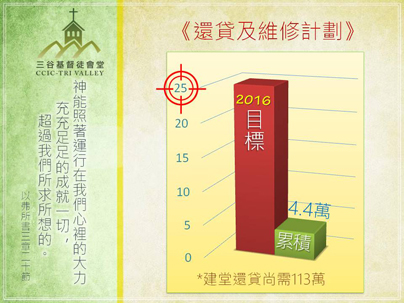 三谷基督徒會堂
CCIC-TRI VALLEY
神能照著運行在我們心裡的大力
充充足足的成就一切，
超過我們所求所想的。
以弗所書三章二十節
《還貸及維修計劃》
25
20
15
10
5
0
2016
目標
4.4萬
累積
*建堂還貸尚需113萬